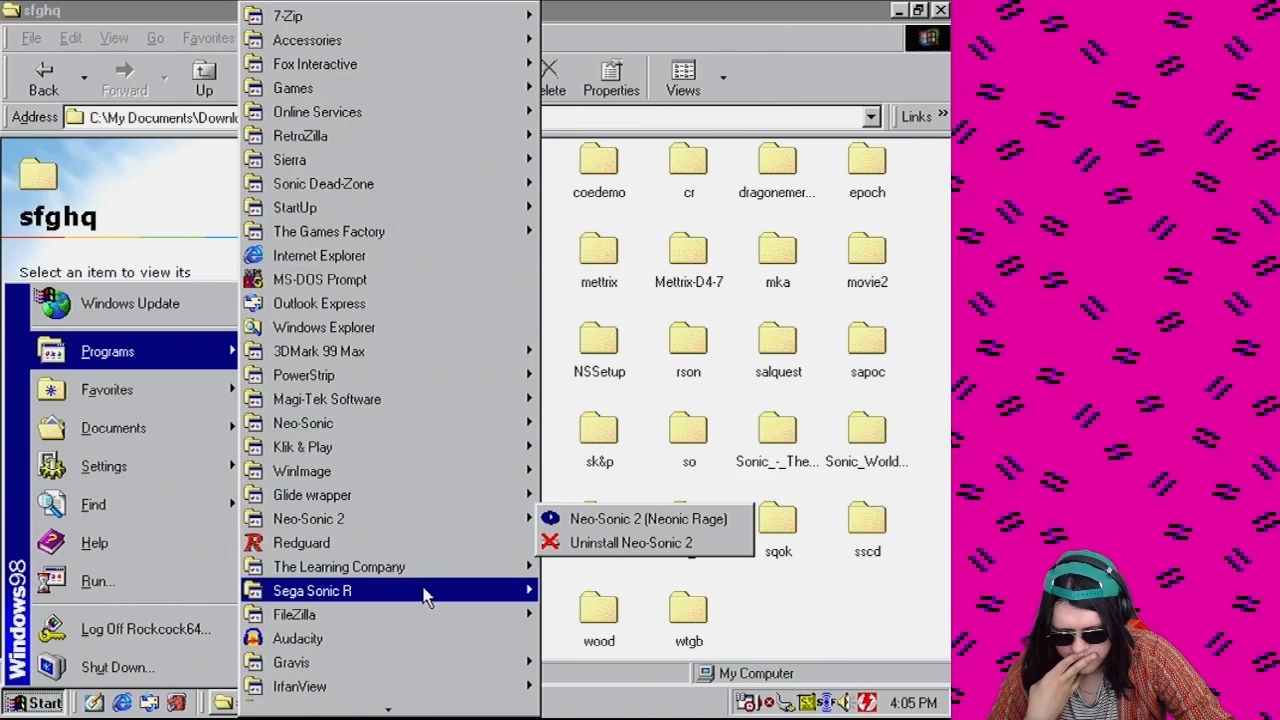 sfghq
File Edit View Go Favorites
Back
Forward
Up
elete
Properties
Views
Address
C:\My Documents\Downlo
Links »
sfghq
Select an item to view its
Windows98
Windows Update
Programs
Favorites
Documents
Settings
Find
Help
Run...
Log Off Rockcock64...
Shut Down...
7-Zip
Accessories
Fox Interactive
Games
Online Services
RetroZilla
Sierra
Sonic Dead-Zone
StartUp
The Games Factory
Internet Explorer
MS-DOS Prompt
Outlook Express
Windows Explorer
3DMark 99 Max
PowerStrip
Magi-Tek Software
Neo-Sonic
Klik & Play
WinImage
Glide wrapper
Neo-Sonic 2
Redguard
The Learning Company
Sega Sonic R
FileZilla
Audacity
Gravis
IrfanView
Neo-Sonic 2 (Neonic Rage)
Uninstall Neo-Sonic 2
coedemo cr dragonemer... epoch
mettrix Mettrix-D4-7 mka movie2
NSSetup rson salquest sapoc
sk&p so Sonic_-_The... Sonic_World...
sqok sscd
wood wtgb
My Computer
Start
4:05 PM